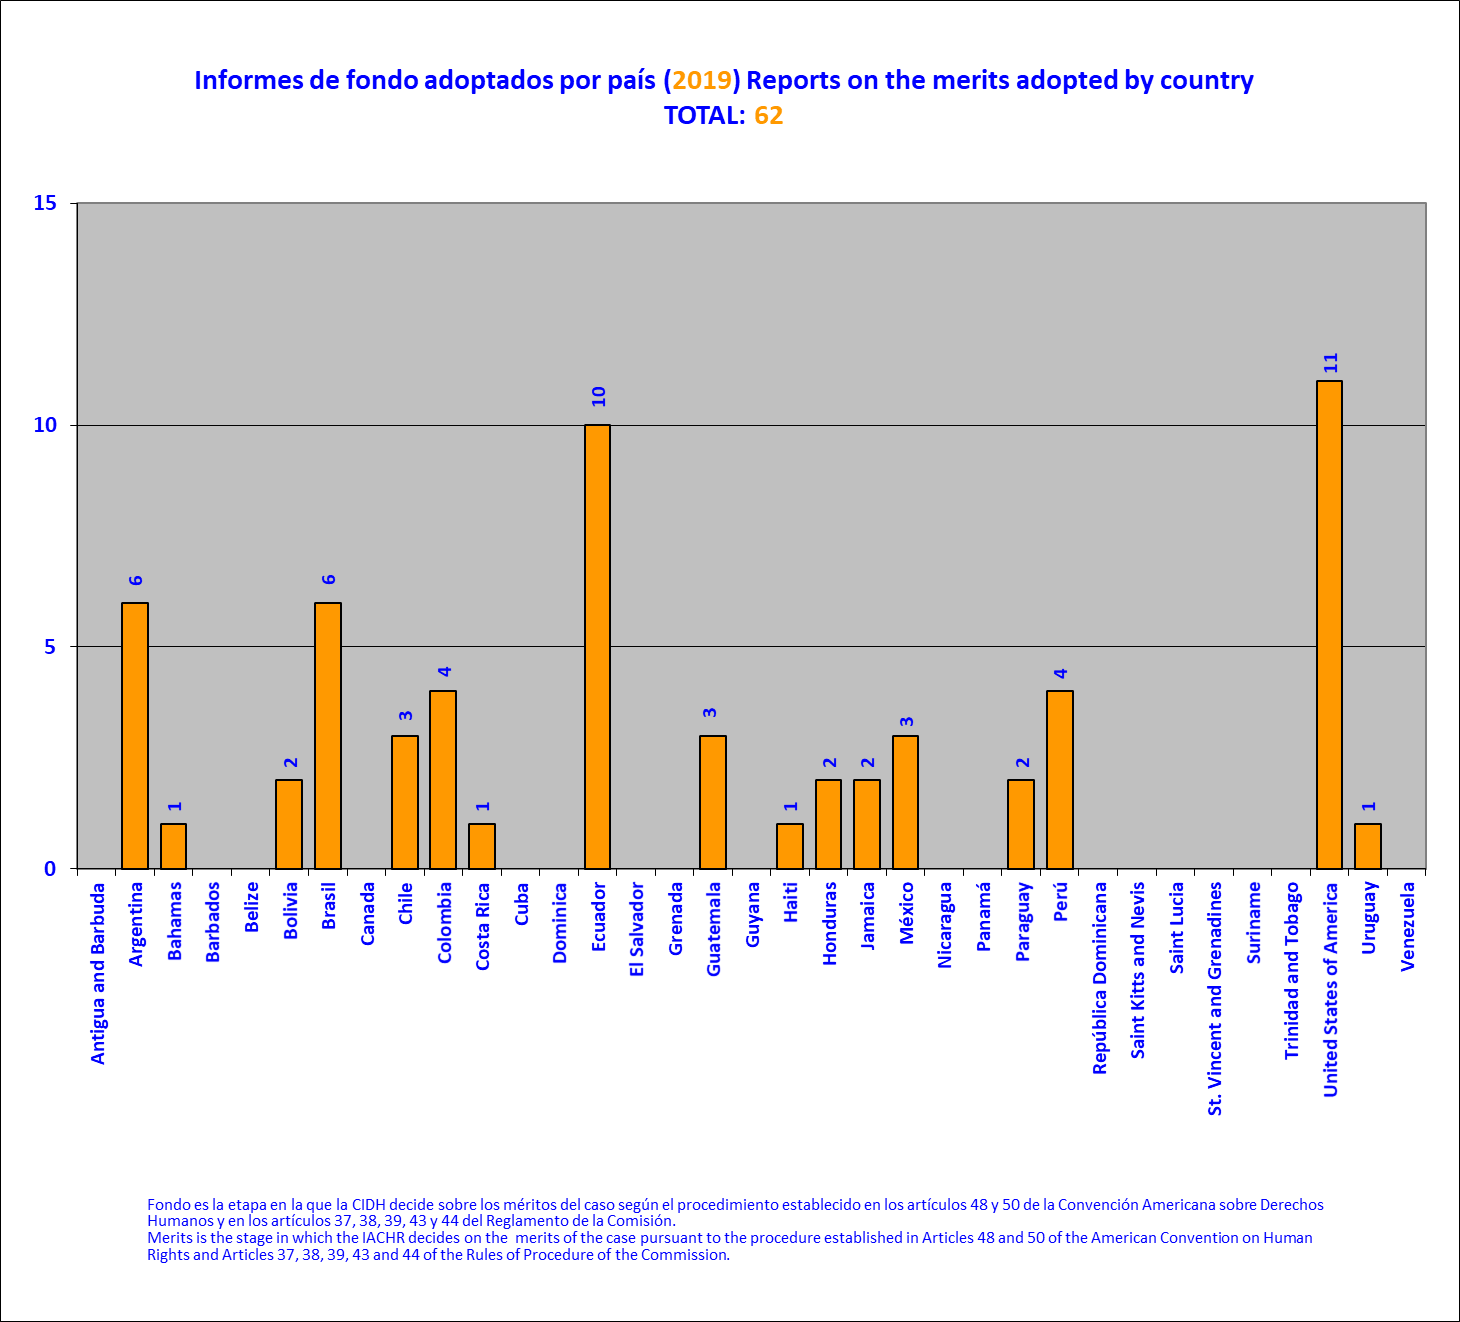 Informes de fondo adoptados por país (2019) Reports on the merits adopted by country
TOTAL: 62
15
10
5
0
6
1
2
6
3
4
1
10
3
1
2
2
3
2
4
11
1
Antigua and Barbuda
Argentina
Bahamas
Barbados
Belize
Bolivia
Brasil
Canada
Chile
Colombia
Costa Rica
Cuba
Dominica
Ecuador
El Salvador
Grenada
Guatemala
Guyana
Haiti
Honduras
Jamaica
México
Nicaragua
Panamá
Paraguay
Perú
República Dominicana
Saint Kitts and Nevis
Saint Lucia
St. Vincent and Grenadines
Suriname
Trinidad and Tobago
United States of America
Uruguay
Venezuela
Fondo es la etapa en la que la CIDH decide sobre los méritos del caso según el procedimiento establecido en los artículos 48 y 50 de la Convención Americana sobre Derechos
Humanos y en los artículos 37, 38, 39, 43 y 44 del Reglamento de la Comisión.
Merits is the stage in which the IACHR decides on the merits of the case pursuant to the procedure established in Articles 48 and 50 of the American Convention on Human
Rights and Articles 37, 38, 39, 43 and 44 of the Rules of Procedure of the Commission.